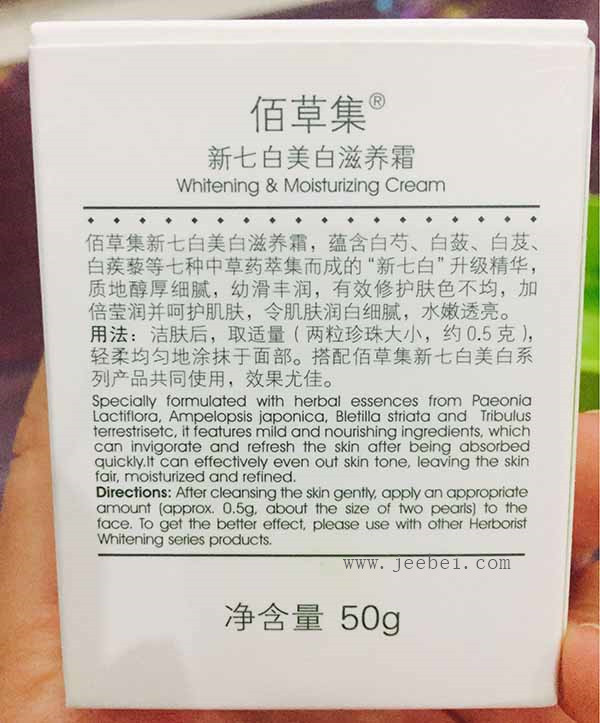 佰草集®
新七白美白滋养霜
Whitening & Moisturizing Cream
佰草集新七白美白滋养霜，蕴含白芍、白蔹、白芨、
白蒺藜等七种中草药萃集而成的“新七白”升级精华，
质地醇厚细腻，幼滑丰润，有效修护肤色不均，加
倍莹润并呵护肌肤，令肌肤润白细腻，水嫩透亮。
用法：洁肤后，取适量（两粒珍珠大小，约0.5克），
轻柔均匀地涂抹于面部。搭配佰草集新七白美白系
列产品共同使用，效果尤佳。
Specially formulated with herbal essences from Paeonia
Lactiflora, Ampelopsis japonica, Bletilla striata and Tribulus
terrestrisetc, it features mild and nourishing ingredients, which
can invigorate and refresh the skin after being absorbed
quickly.It can effectively even out skin tone, leaving the skin
fair, moisturized and refined.
Directions: After cleansing the skin gently, apply an appropriate
amount (approx. 0.5g, about the size of two pearls) to the
face. To get the better effect, please use with other Herborist
Whitening series products.
www.jeebei.com
净含量 50g